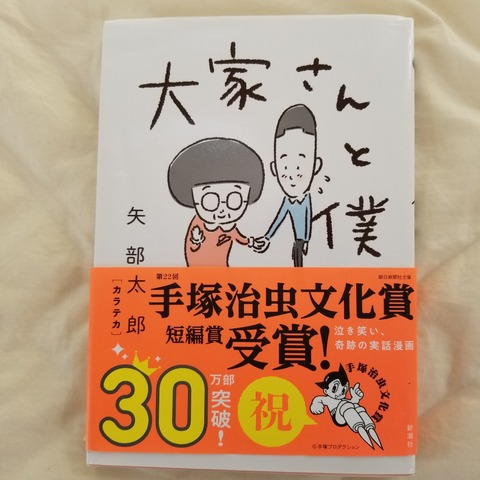 大家さんと僕
矢部太郎
[カラテカ]
第22回
朝日新聞社主催
手塚治虫文化賞
短編賞
受賞!
泣き笑い、
奇跡の実話漫画
30
万部
突破!
祝
手塚治虫文化賞
©手塚プロダクション
新潮社